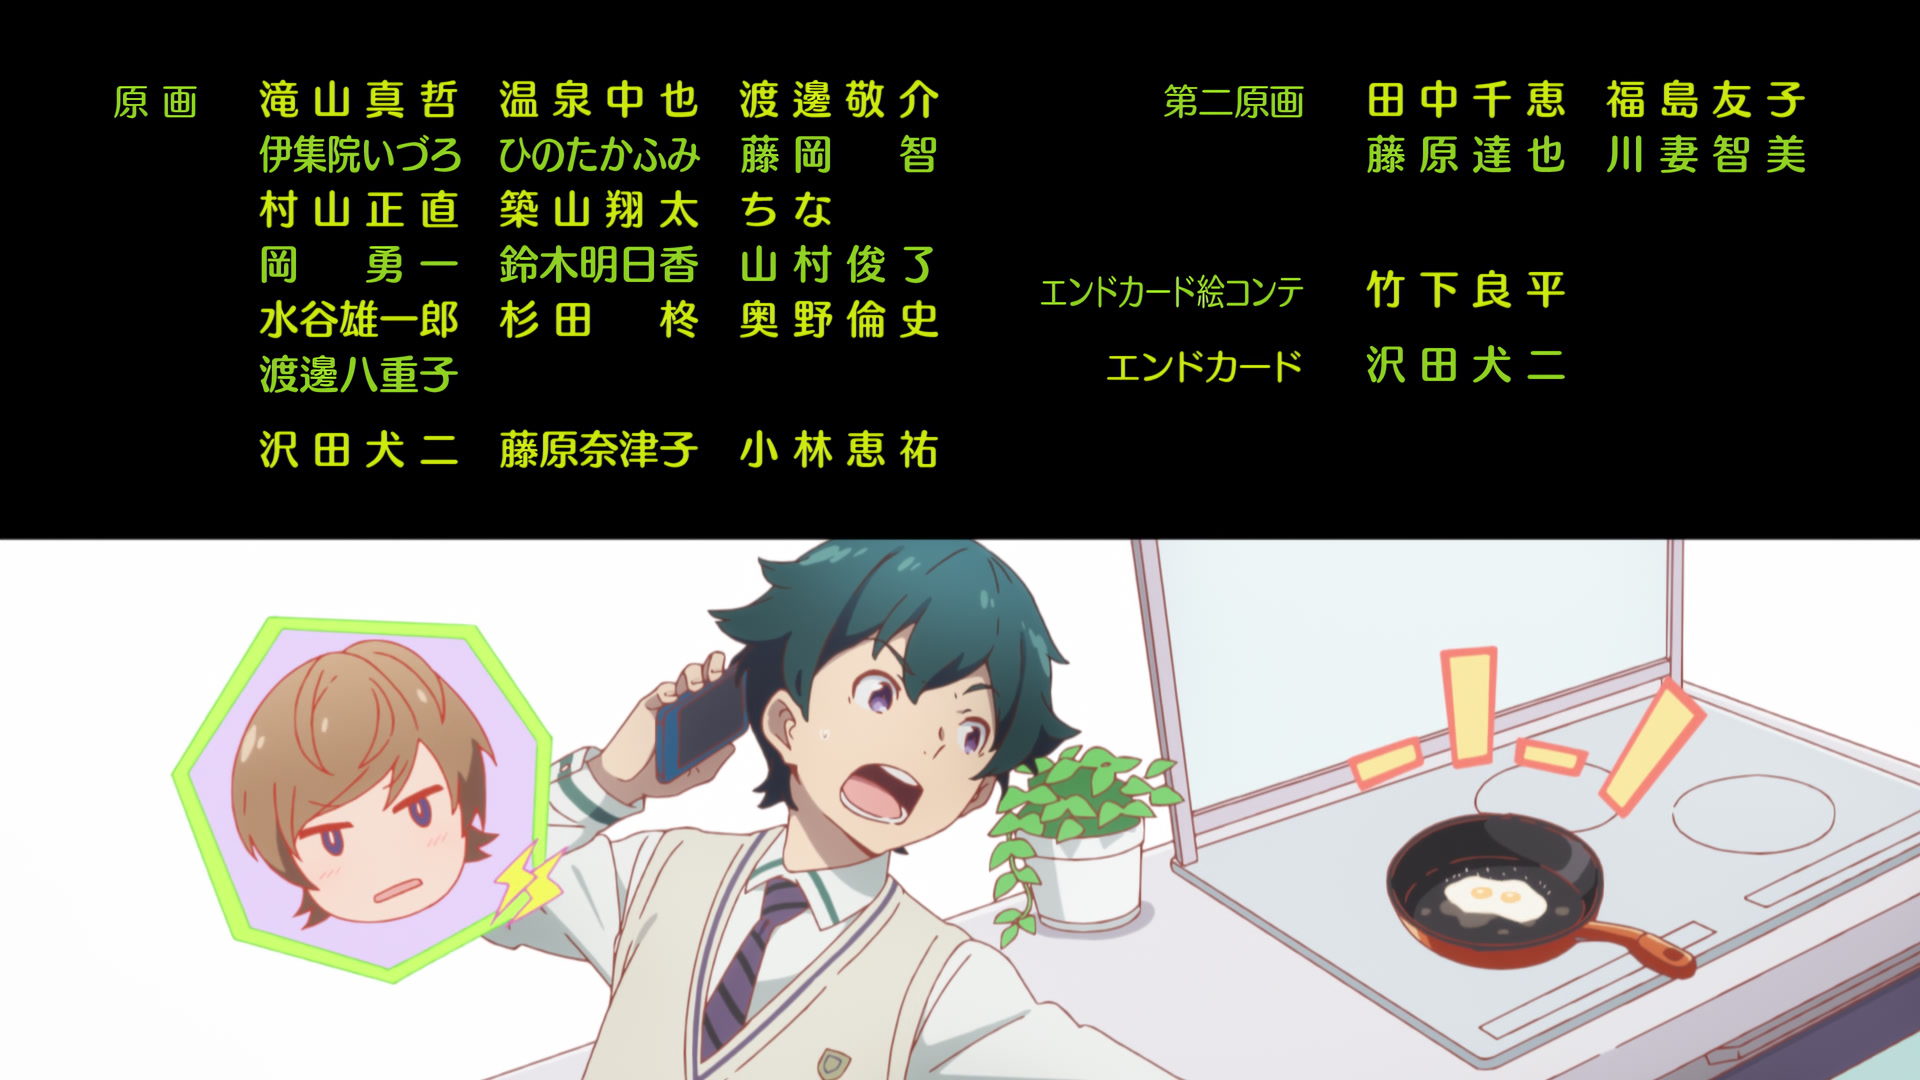 原画 滝山真哲 温泉中也 渡邊敬介
伊集院いづろ ひのたかふみ 藤岡 智
村山正直 築山翔太 ちな
岡 勇一 鈴木明日香 山村俊了
水谷雄一郎 杉田 柊 奥野倫史
渡邊八重子
沢田犬二 藤原奈津子 小林恵祐
第二原画 田中千恵 福島友子
藤原達也 川妻智美
エンドカード絵コンテ 竹下良平
エンドカード 沢田犬二